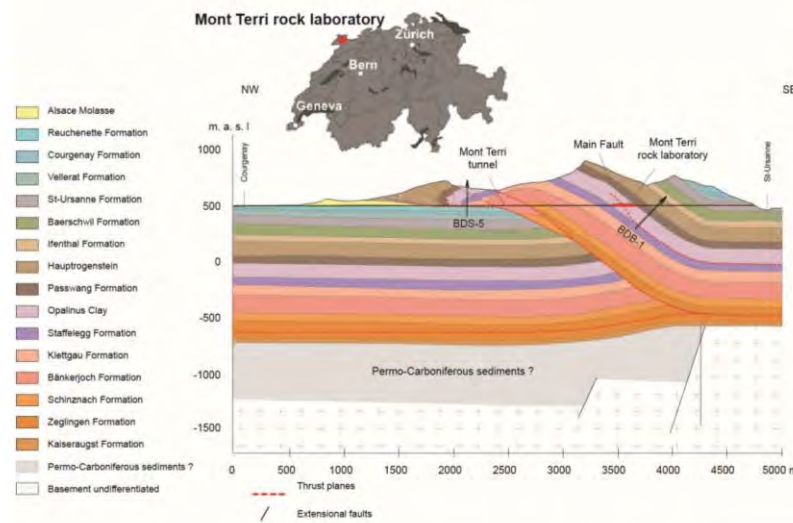 Mont Terri rock laboratory
Zürich
Bern
Geneva
NW
SE
m. a. s. l
Alsace Molasse
Reuchenette Formation
Courgenay Formation
Vellerat Formation
St-Ursanne Formation
Baerschwil Formation
Ifenthal Formation
Hauptrogenstein
Passwang Formation
Opalinus Clay
Staffelegg Formation
Klettgau Formation
Bänkerjoch Formation
Schinznach Formation
Zeglingen Formation
Kaiseraugst Formation
Permo-Carboniferous sediments ?
Basement undifferentiated
1000
500
0
-500
-1000
-1500
Courgenay
Mont Terri
tunnel
Main Fault
Mont Terri
rock laboratory
St-Ursanne
BDS-5
BDB-1
Permo-Carboniferous sediments ?
0 500 1000 1500 2000 2500 3000 3500 4000 4500 5000 m
Thrust planes
Extensional faults